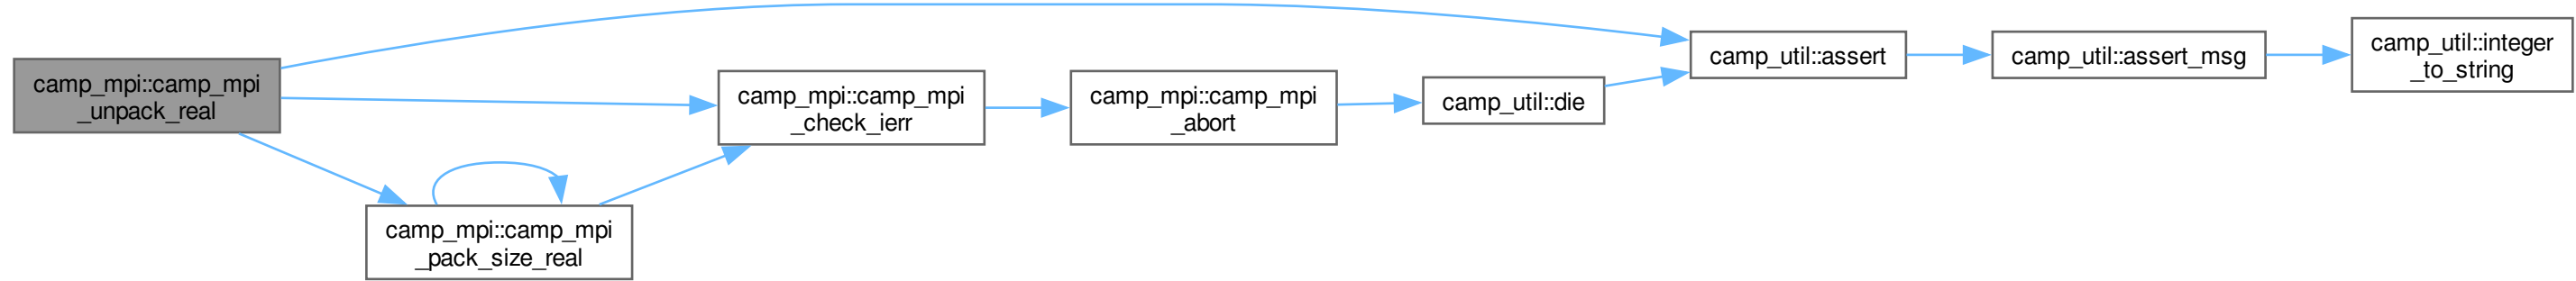 camp_mpi::camp_mpi
_unpack_real
camp_mpi::camp_mpi
_pack_size_real
camp_mpi::camp_mpi
_check_ierr
camp_mpi::camp_mpi
_abort
camp_util::die
camp_util::assert
camp_util::assert_msg
camp_util::integer
_to_string